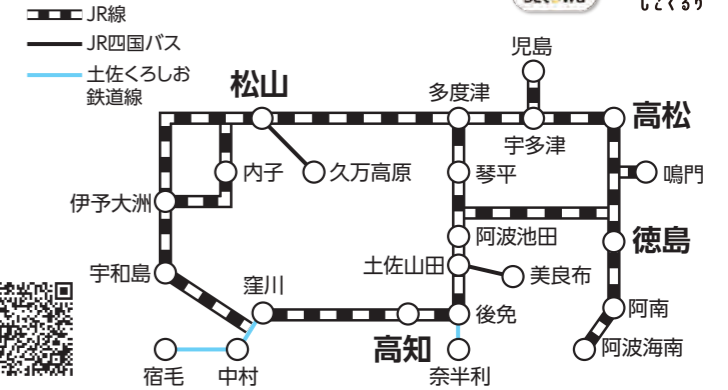 JR線
JR四国バス
土佐くろしお
鉄道線
児島
松山
多度津
高松
宇多津
内子
久万高原
琴平
鳴門
伊予大洲
阿波池田
徳島
土佐山田
宇和島
美良布
窪川
後免
阿南
高知
阿波海南
宿毛
中村
奈半利